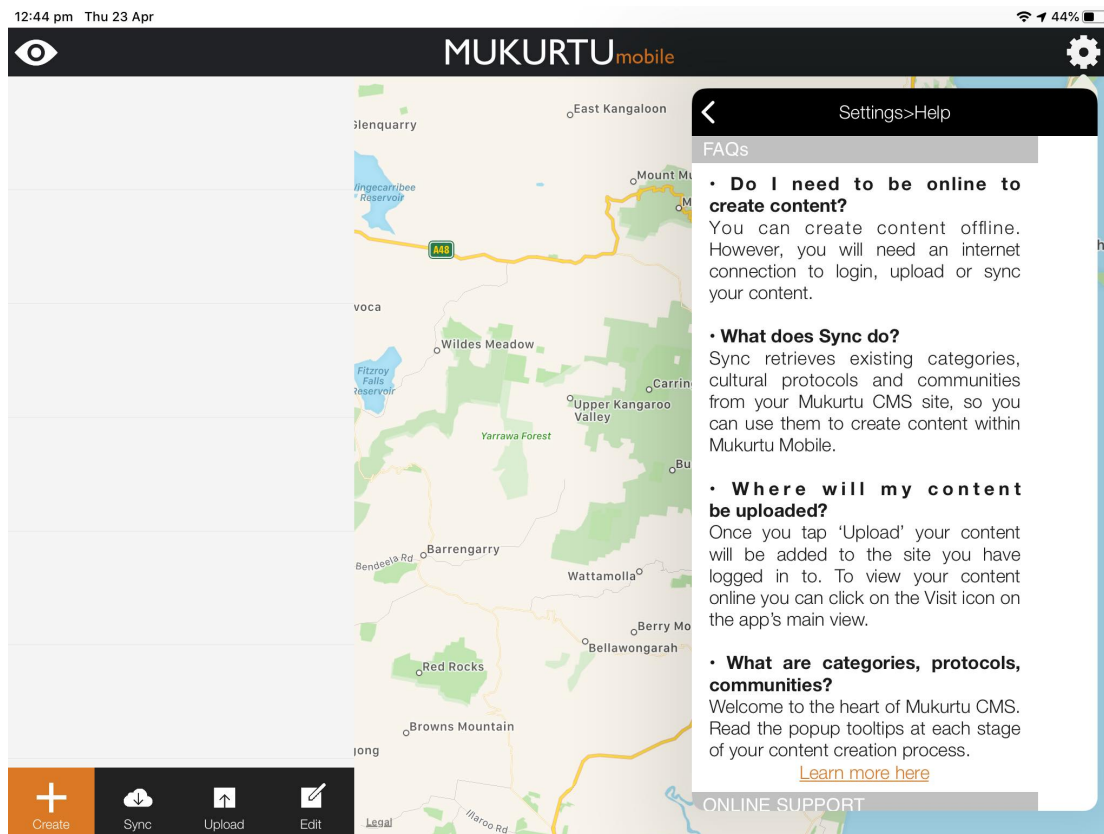 12:44 pm Thu 23 Apr
44%
MUKURTUmobile
East Kangaloon
Glenquarry
Mount Mu
Wingecarribee
Reservoir
M
A48
voca
Wildes Meadow
Fitzroy
Falls
Reservoir
Carrin
Upper Kangaroo
Valley
Yarrawa Forest
Bu
Barrengarry
Bendeela Rd
Wattamolla
Berry Mo
Bellawongarah
Red Rocks
Browns Mountain
gong
Illaroo Rd
Legal
h
Settings>Help
FAQs
• Do I need to be online to
create content?
You can create content offline.
However, you will need an internet
connection to login, upload or sync
your content.
• What does Sync do?
Sync retrieves existing categories,
cultural protocols and communities
from your Mukurtu CMS site, so you
can use them to create content within
Mukurtu Mobile.
• Where will my content
be uploaded?
Once you tap ‘Upload’ your content
will be added to the site you have
logged in to. To view your content
online you can click on the Visit icon on
the app’s main view.
• What are categories, protocols,
communities?
Welcome to the heart of Mukurtu CMS.
Read the popup tooltips at each stage
of your content creation process.
Learn more here
ONLINE SUPPORT
Create
Sync
Upload
Edit